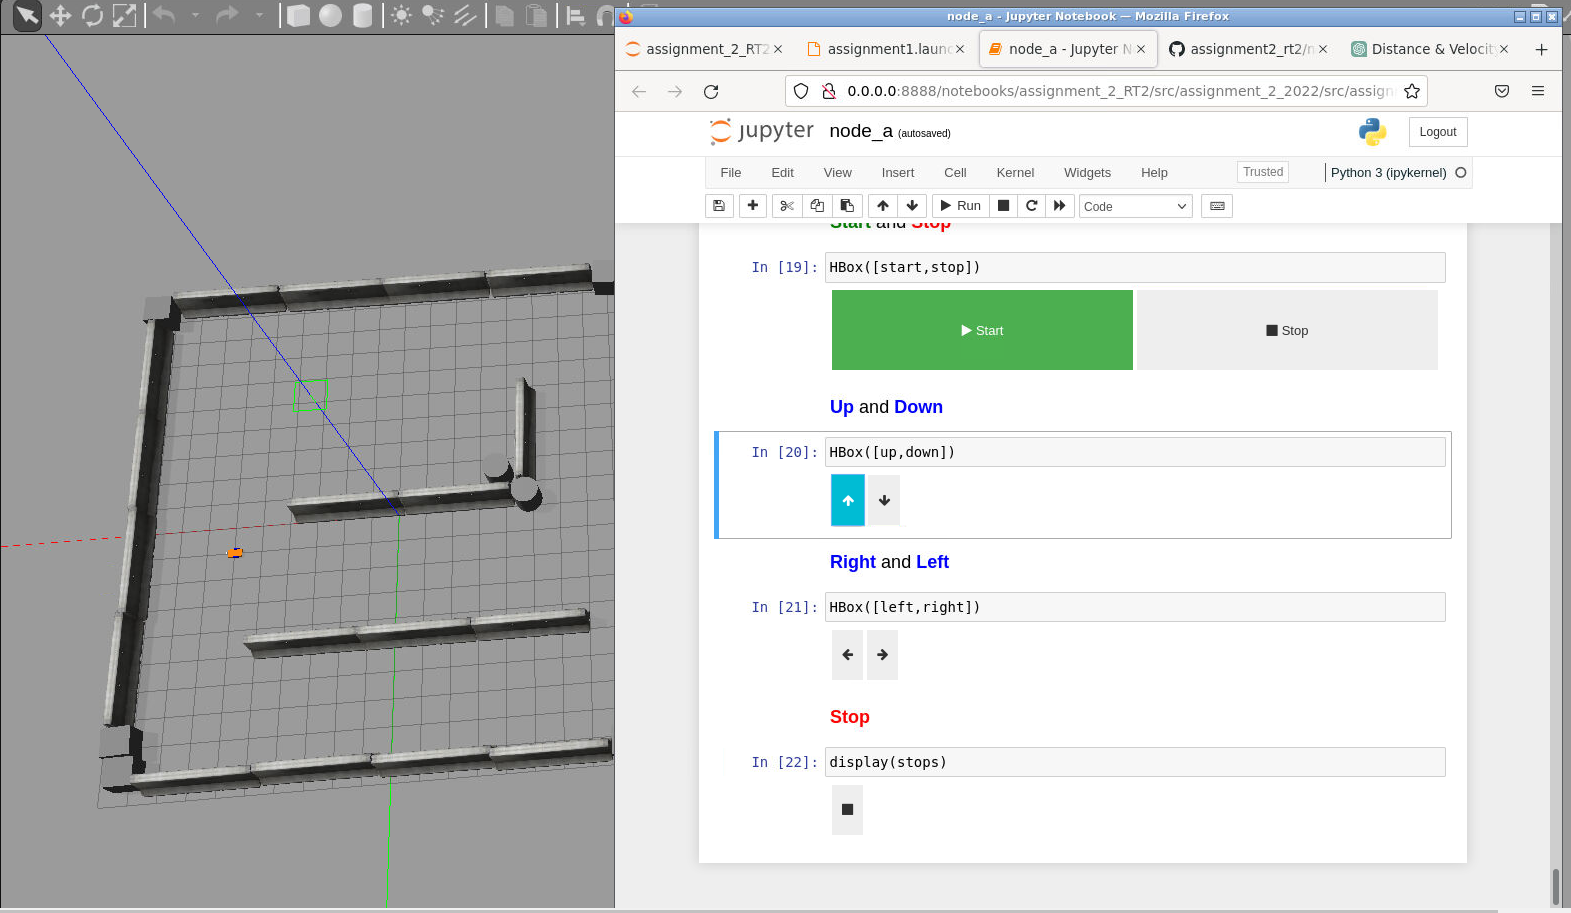 node_a - Jupyter Notebook — Mozilla Firefox
assignment_2_RT2
assignment1.launc
node_a - Jupyter N
assignment2_rt2/n
Distance & Velocity
0.0.0.0:8888/notebooks/assignment_2_RT2/src/assignment_2_2022/src/assign
jupyter node_a (autosaved)
Logout
File Edit View Insert Cell Kernel Widgets Help
Trusted
Python 3 (ipykernel)
Run
Code
Start and Stop
In [19]: HBox([start,stop])
Start
Stop
Up and Down
In [20]: HBox([up,down])
Right and Left
In [21]: HBox([left,right])
Stop
In [22]: display(stops)